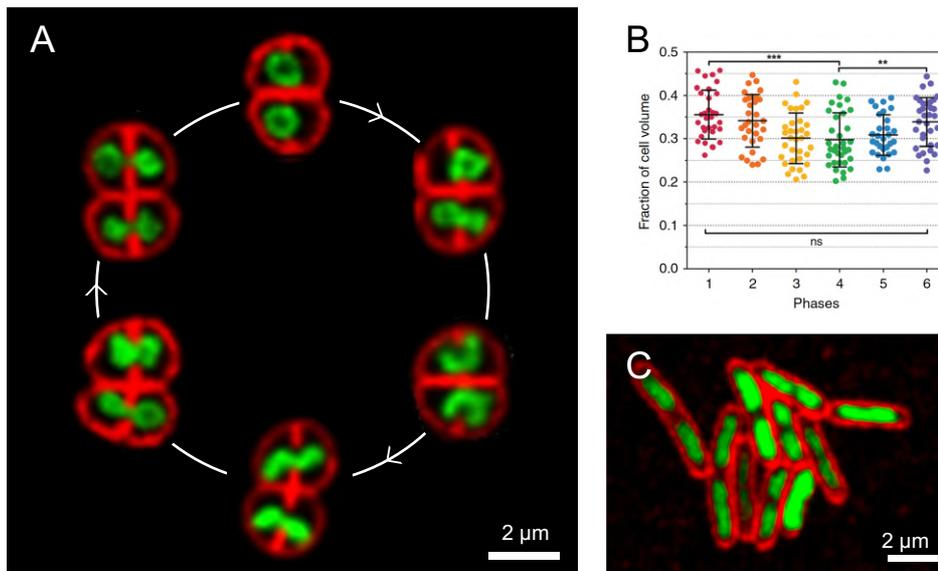 A
2 µm
B
Fraction of cell volume
0.5
0.4
0.3
0.2
0.1
0.0
***
**
ns
1 2 3 4 5 6
Phases
C
2 µm